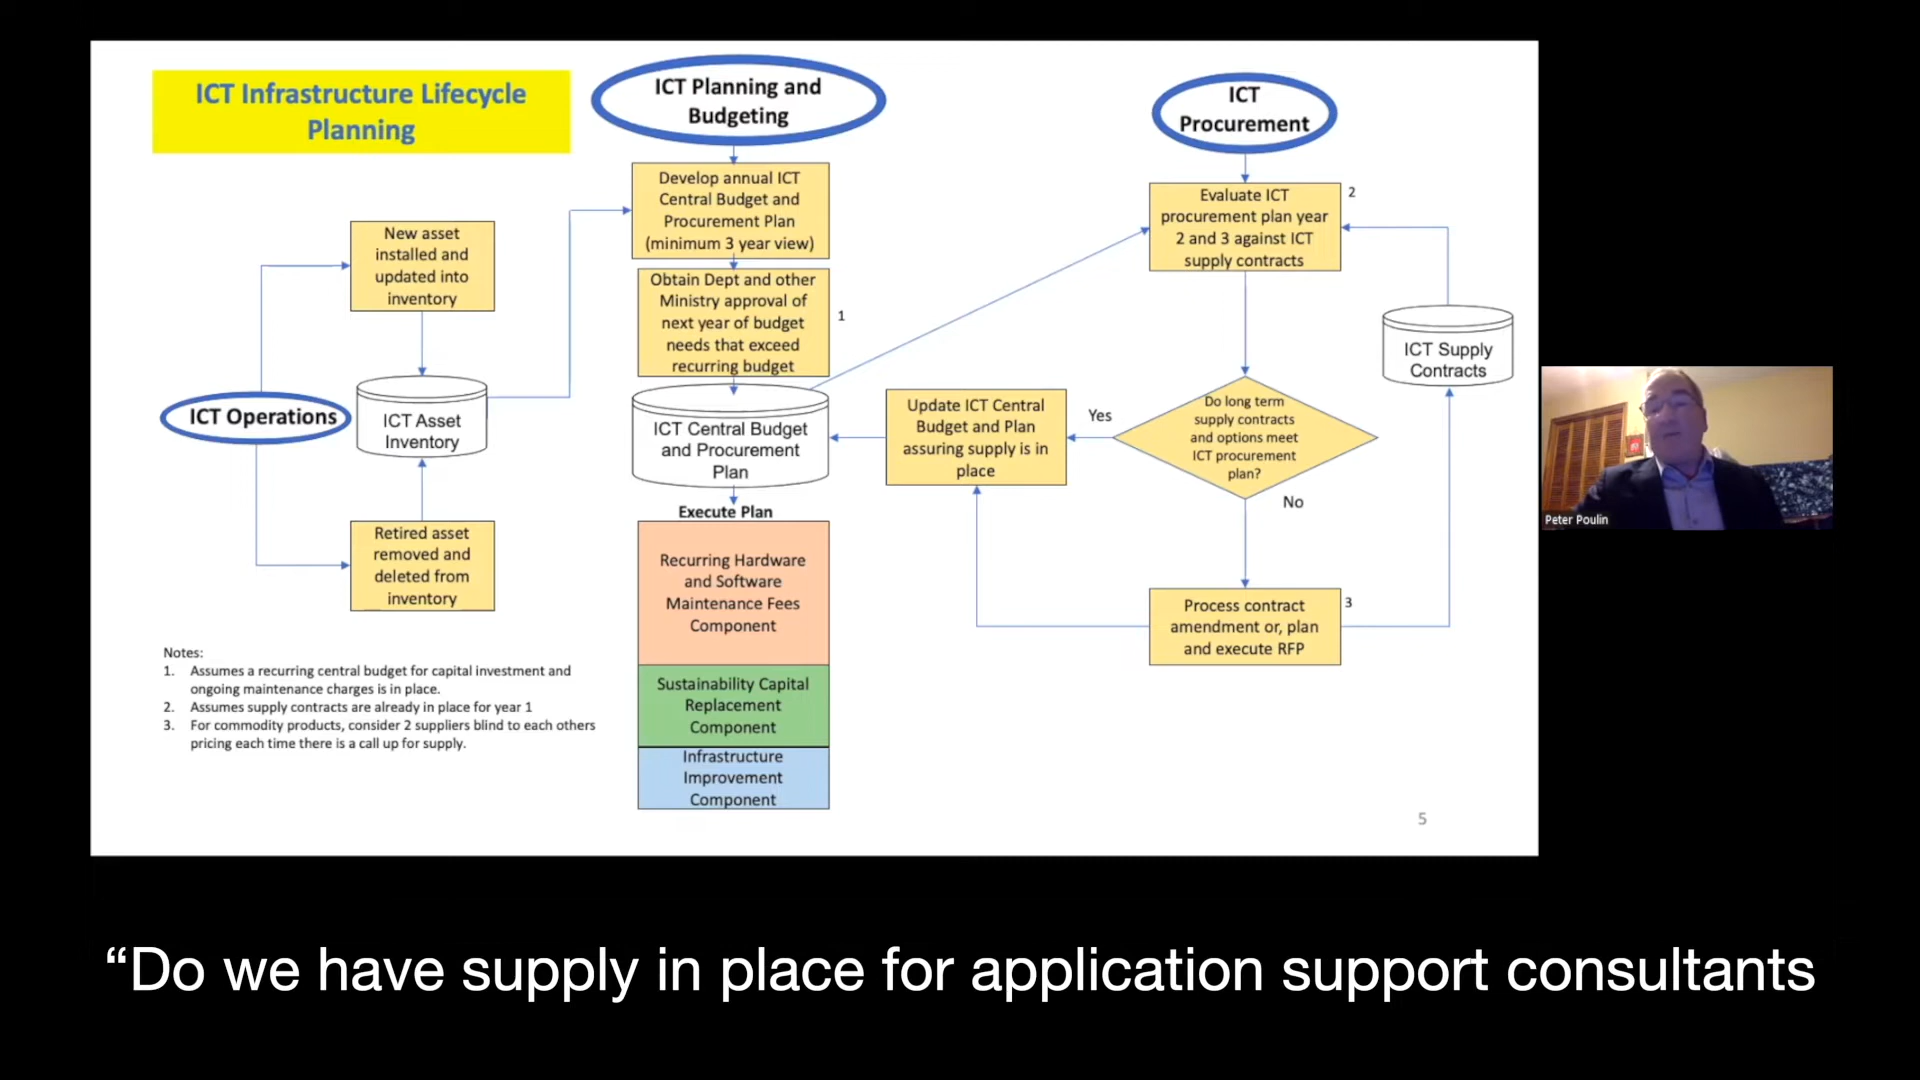 ICT Infrastructure Lifecycle
Planning
ICT Planning and
Budgeting
ICT
Procurement
Develop annual ICT
Central Budget and
Procurement Plan
(minimum 3 year view)
Evaluate ICT
procurement plan year
2 and 3 against ICT
supply contracts
2
New asset
installed and
updated into
inventory
Obtain Dept and other
Ministry approval of
next year of budget
needs that exceed
recurring budget
1
ICT Supply
Contracts
ICT Operations
ICT Asset
Inventory
ICT Central Budget
and Procurement
Plan
Update ICT Central
Budget and Plan
assuring supply is in
place
Yes
Do long term
supply contracts
and options meet
ICT procurement
plan?
No
Execute Plan
Retired asset
removed and
deleted from
inventory
Recurring Hardware
and Software
Maintenance Fees
Component
Process contract
amendment or, plan
and execute RFP
3
Sustainability Capital
Replacement
Component
Infrastructure
Improvement
Component
Notes:
1. Assumes a recurring central budget for capital investment and
ongoing maintenance charges is in place.
2. Assumes supply contracts are already in place for year 1
3. For commodity products, consider 2 suppliers blind to each others
pricing each time there is a call up for supply.
5
Peter Poulin
“Do we have supply in place for application support consultants